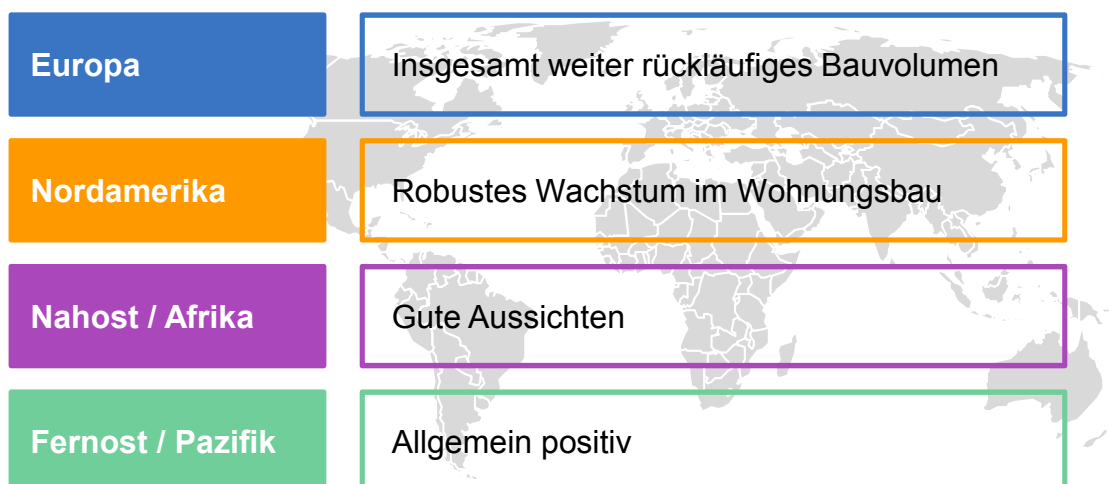 Europa
Insgesamt weiter rückläufiges Bauvolumen
Nordamerika
Robustes Wachstum im Wohnungsbau
Nahost / Afrika
Gute Aussichten
Fernost / Pazifik
Allgemein positiv